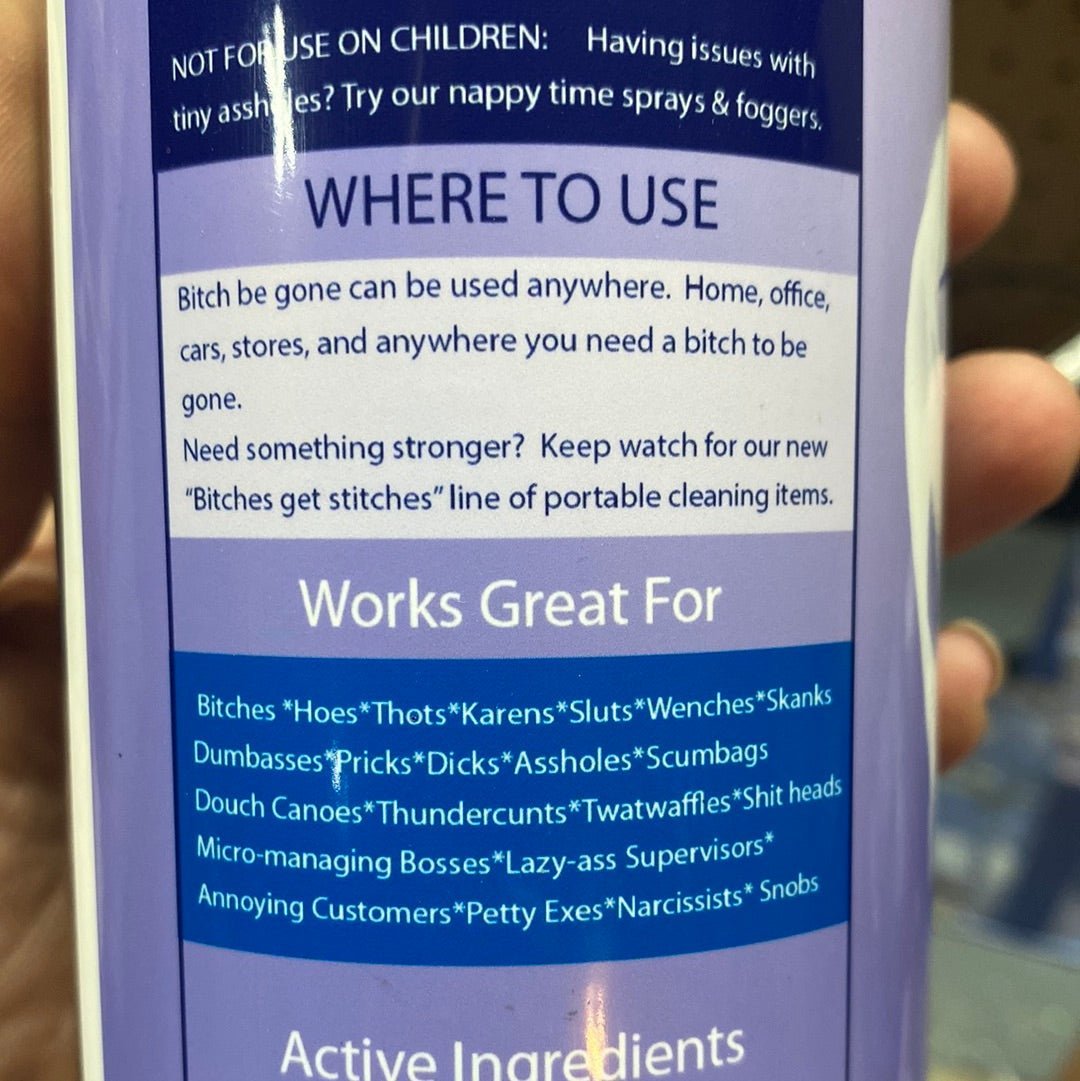 NOT FOR USE ON CHILDREN: Having issues with
tiny assholes? Try our nappy time sprays & foggers.
WHERE TO USE
Bitch be gone can be used anywhere. Home, office,
cars, stores, and anywhere you need a bitch to be
gone.
Need something stronger? Keep watch for our new
"Bitches get stitches" line of portable cleaning items.
Works Great For
Bitches *Hoes*Thots*Karens*Sluts*Wenches*Skanks
Dumbasses*Pricks*Dicks*Assholes*Scumbags
Douch Canoes*Thundercunts*Twatwaffles*Shit heads
Micro-managing Bosses*Lazy-ass Supervisors*
Annoying Customers*Petty Exes*Narcissists* Snobs
Active Ingredients